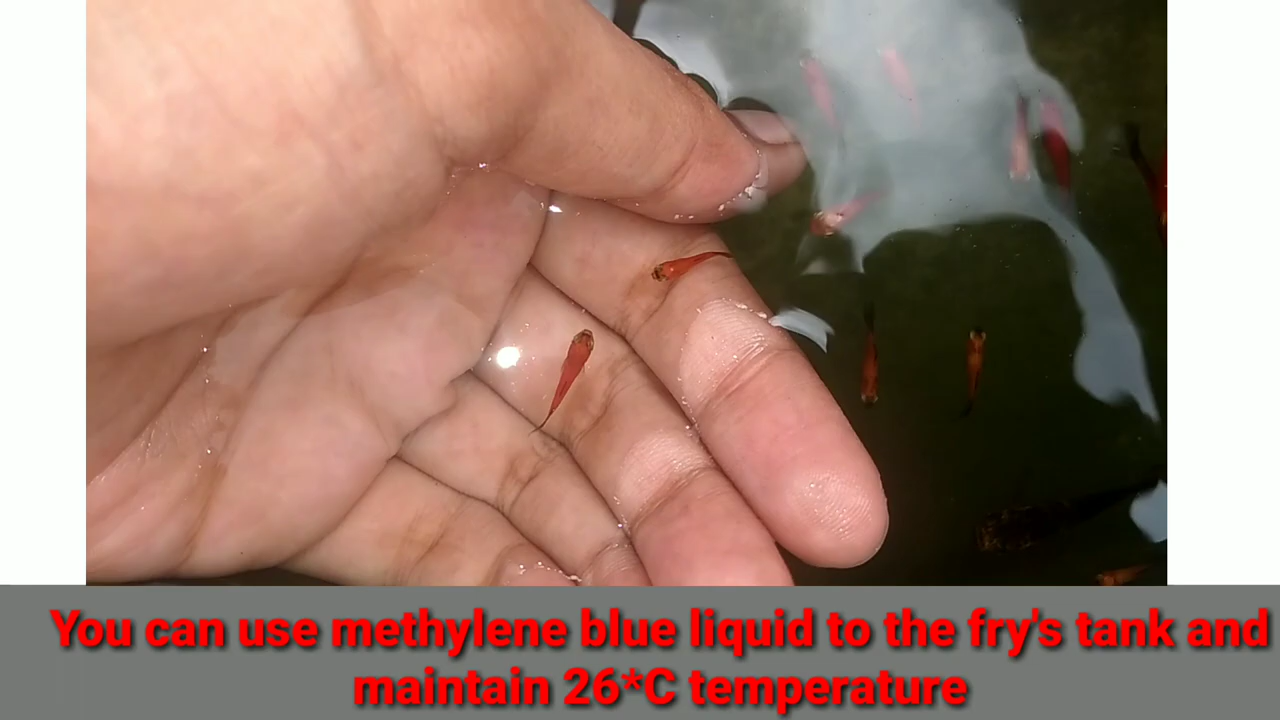 You can use methylene blue liquid to the fry's tank and
maintain 26*C temperature